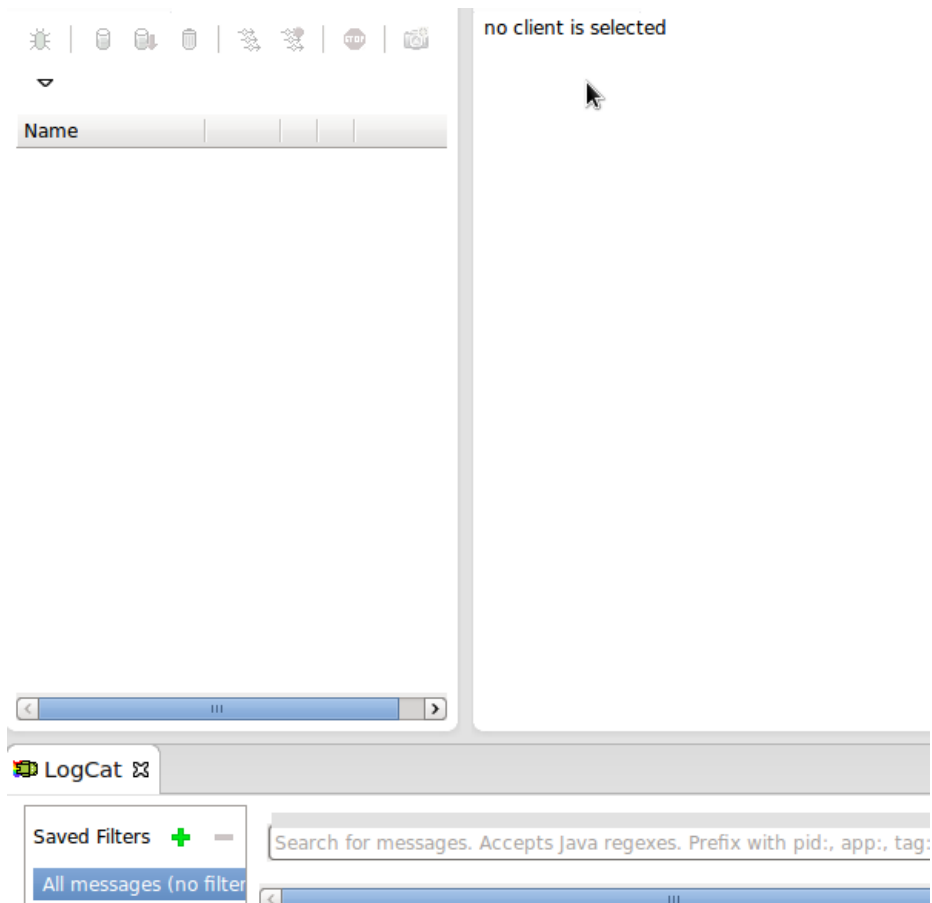 no client is selected
STOP
Name
LogCat
Saved Filters
Search for messages. Accepts Java regexes. Prefix with pid:, app:, tag:
All messages (no filter